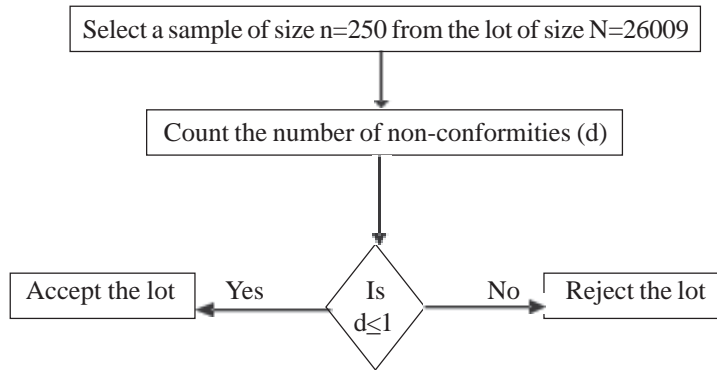 Select a sample of size n=250 from the lot of size N=26009
Count the number of non-conformities (d)
Accept the lot
Yes
Is
d≤1
No
Reject the lot